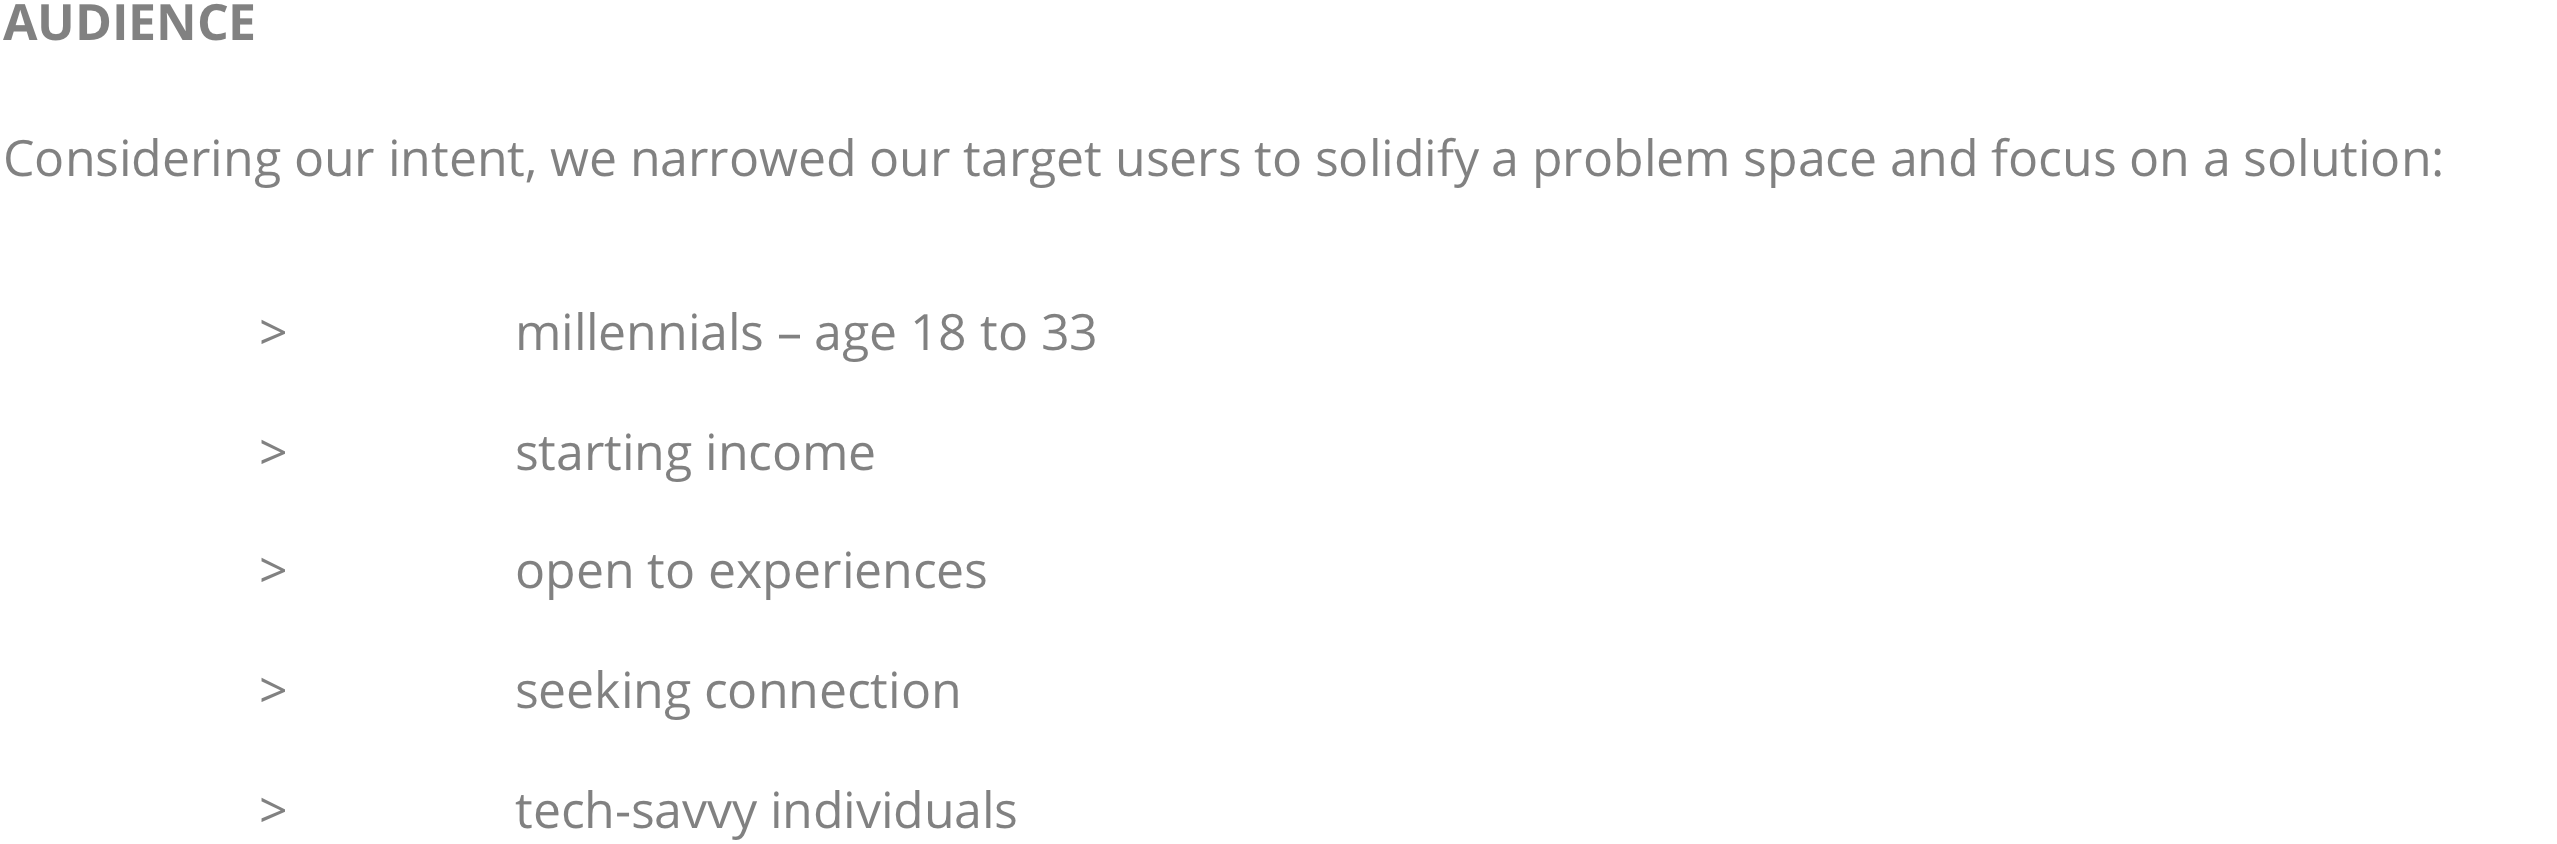 AUDIENCE
Considering our intent, we narrowed our target users to solidify a problem space and focus on a solution:
> millennials – age 18 to 33
> starting income
> open to experiences
> seeking connection
> tech-savvy individuals